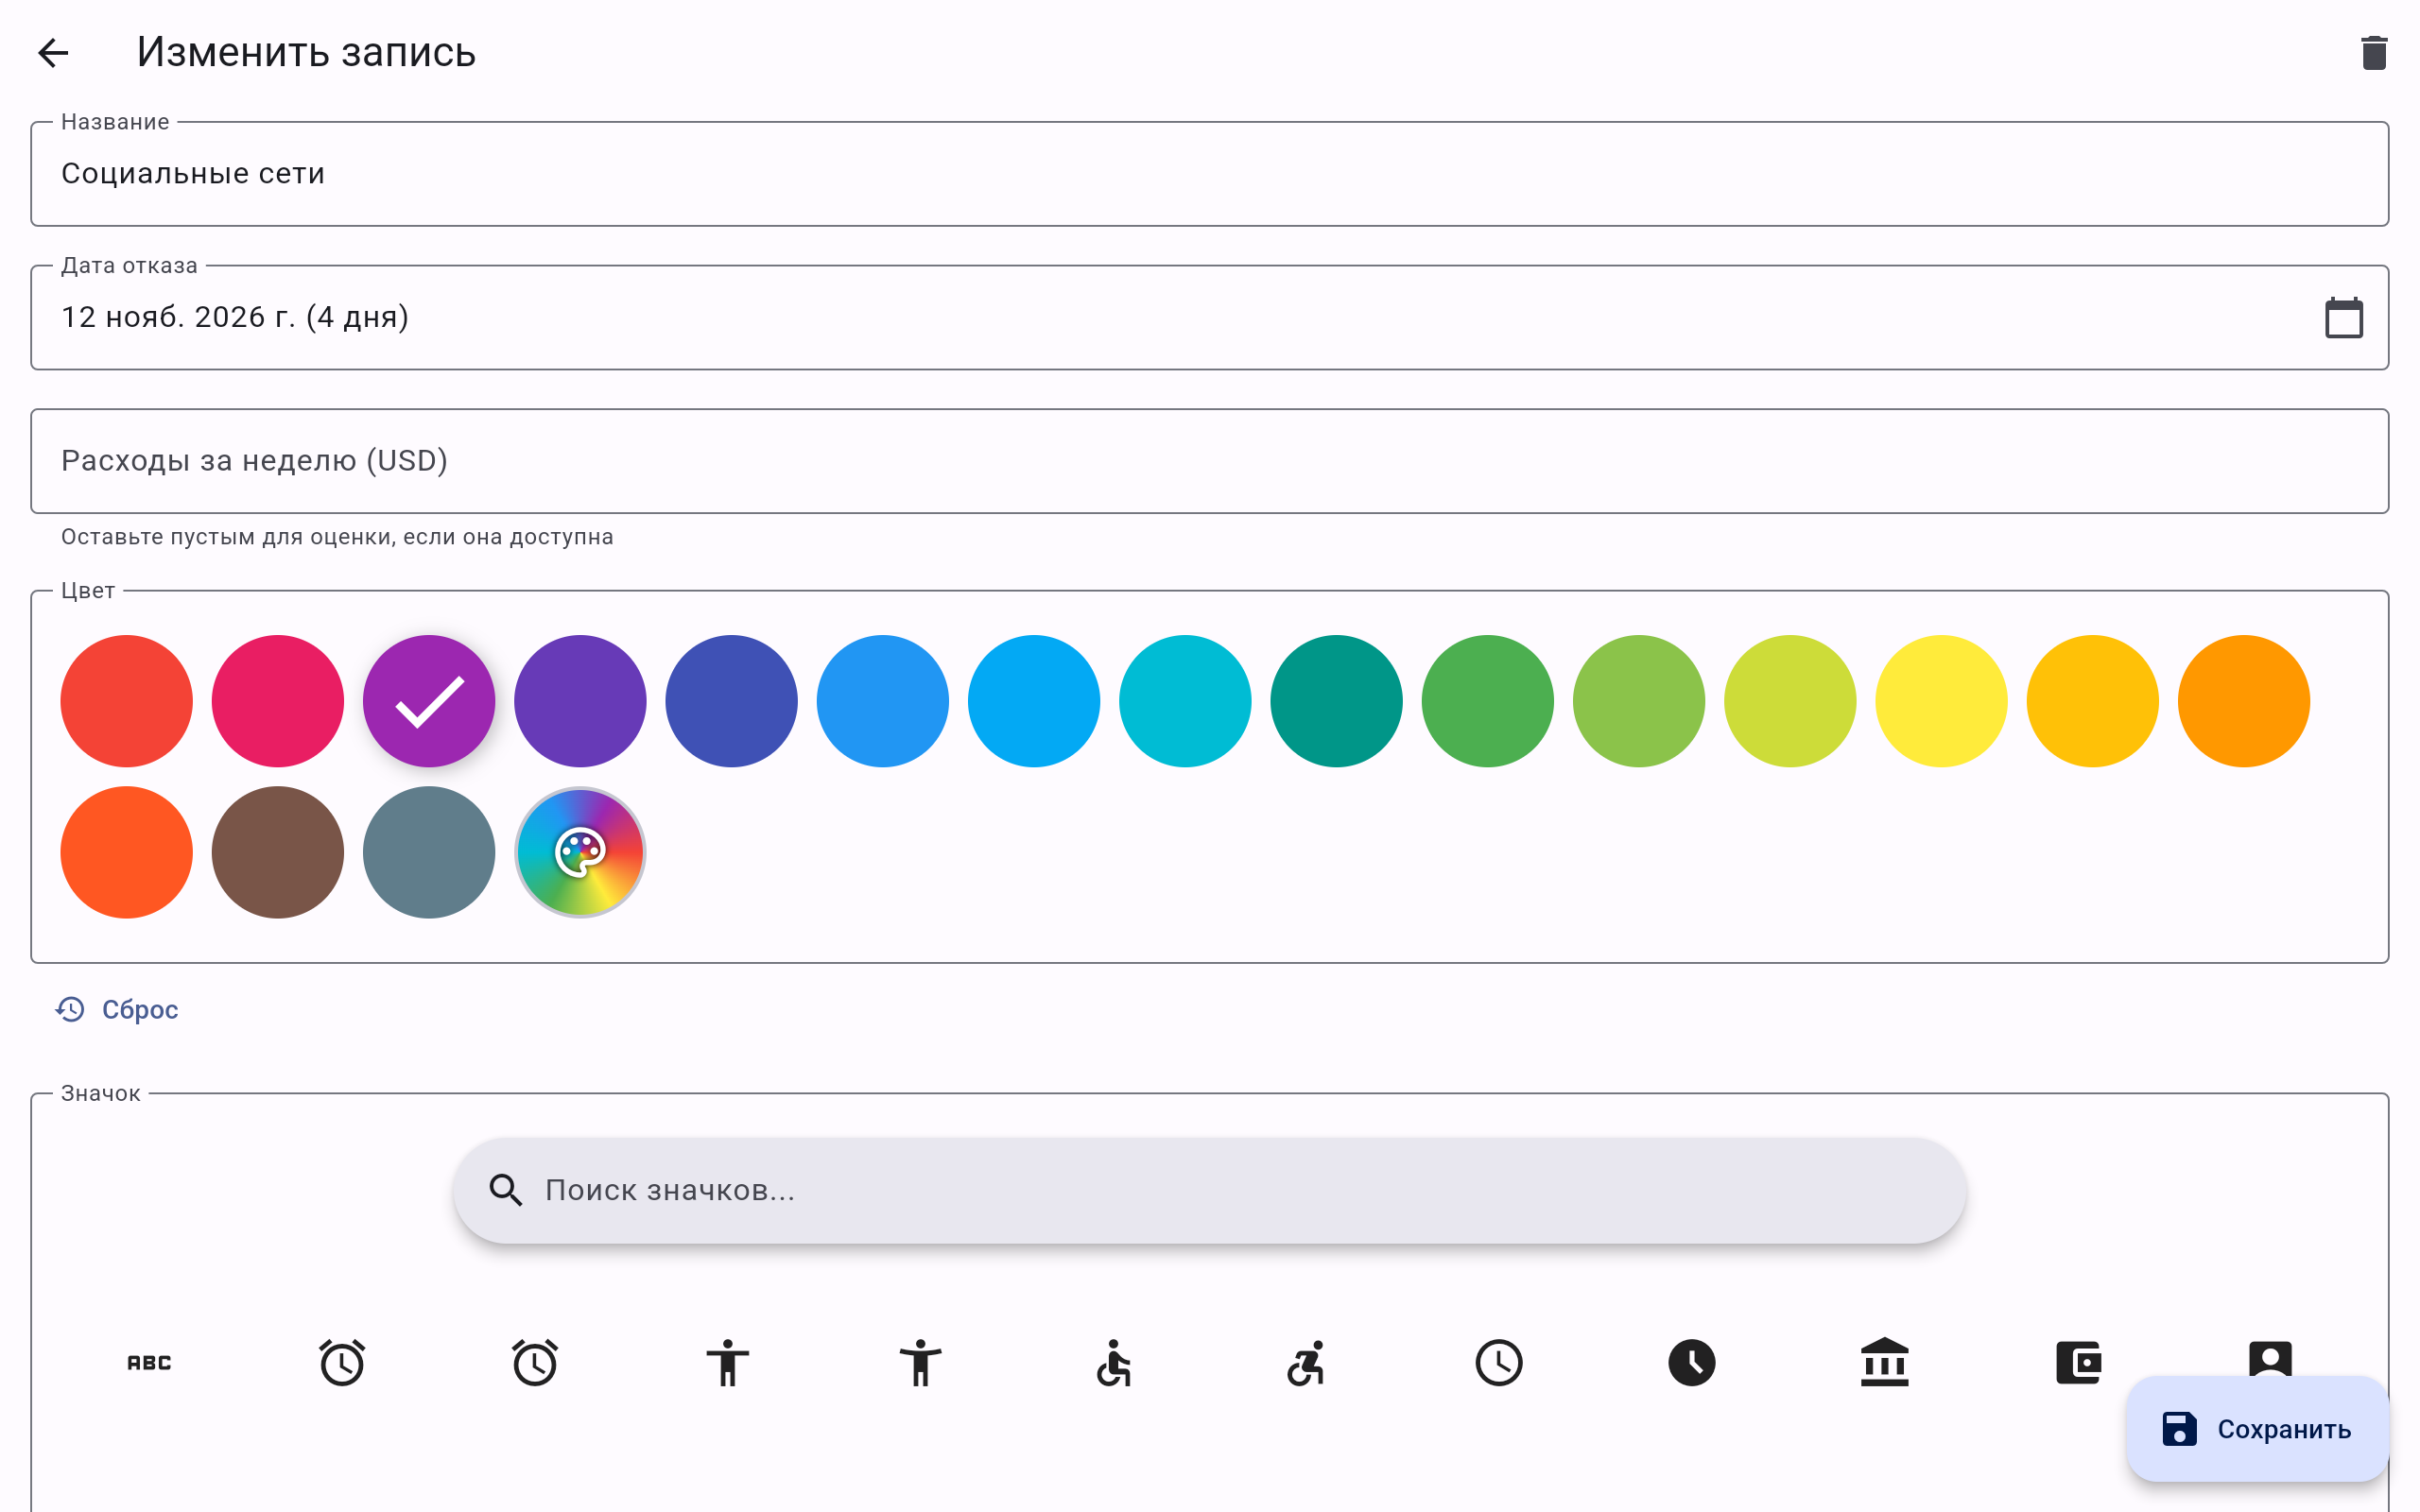 Изменить запись
Название
Социальные сети
Дата отказа
12 нояб. 2026 г. (4 дня)
Расходы за неделю (USD)
Оставьте пустым для оценки, если она доступна
Цвет
Сброс
Значок
Поиск значков...
ABC
Сохранить